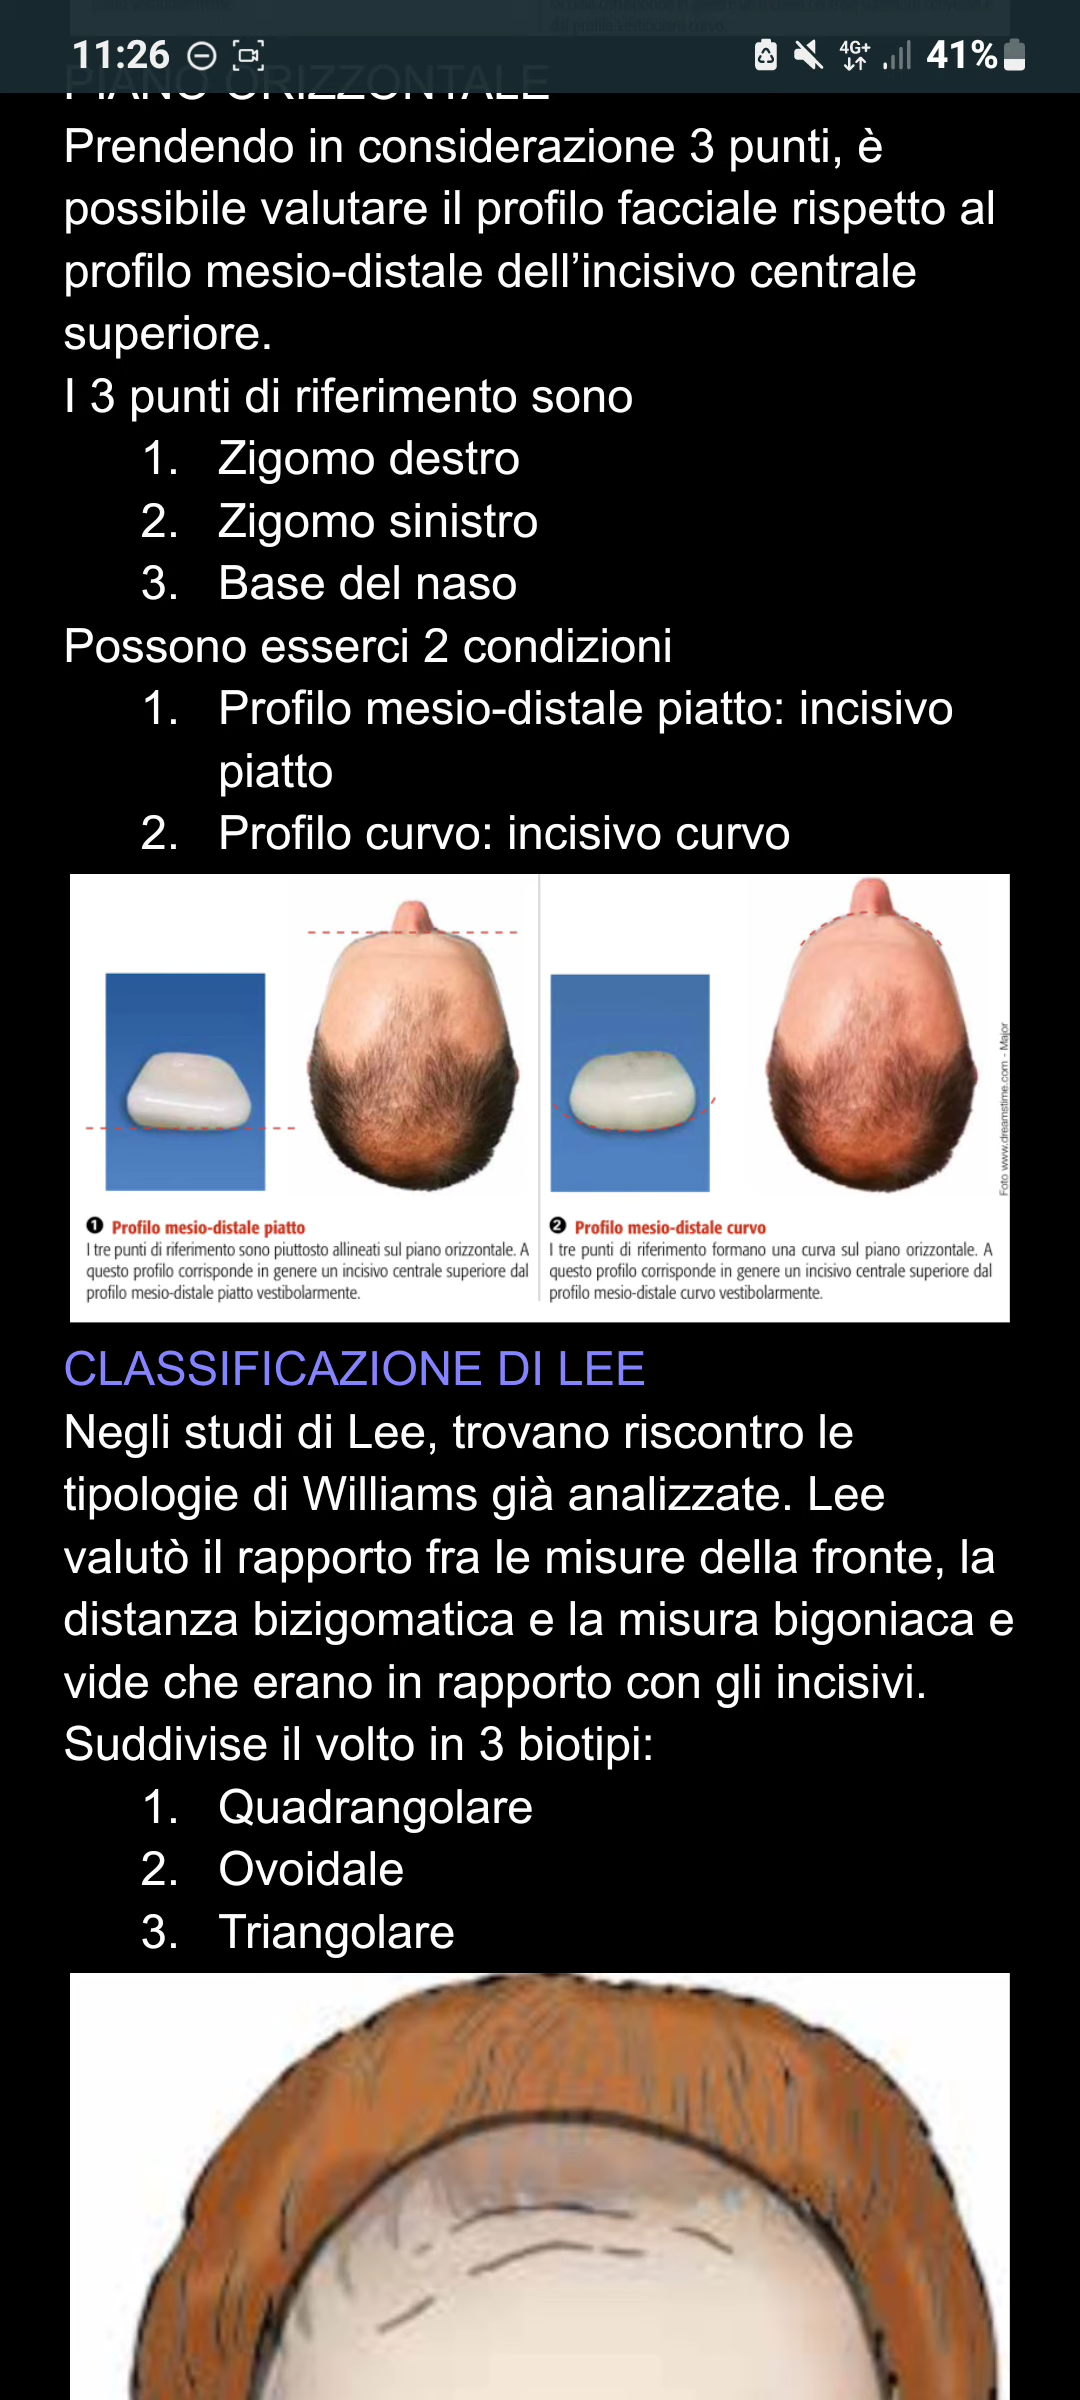 dal profilo vestibolare curvo.
11:26
4G+
41%
PIANO ORIZZONTALE
Prendendo in considerazione 3 punti, è
possibile valutare il profilo facciale rispetto al
profilo mesio-distale dell’incisivo centrale
superiore.
I 3 punti di riferimento sono
1. Zigomo destro
2. Zigomo sinistro
3. Base del naso
Possono esserci 2 condizioni
1. Profilo mesio-distale piatto: incisivo
piatto
2. Profilo curvo: incisivo curvo
1 Profilo mesio-distale piatto
I tre punti di riferimento sono piuttosto allineati sul piano orizzontale. A
questo profilo corrisponde in genere un incisivo centrale superiore dal
profilo mesio-distale piatto vestibolarmente.
2 Profilo mesio-distale curvo
I tre punti di riferimento formano una curva sul piano orizzontale. A
questo profilo corrisponde in genere un incisivo centrale superiore dal
profilo mesio-distale curvo vestibolarmente.
Foto www.dreamstime.com - Major
CLASSIFICAZIONE DI LEE
Negli studi di Lee, trovano riscontro le
tipologie di Williams già analizzate. Lee
valutò il rapporto fra le misure della fronte, la
distanza bizigomatica e la misura bigoniaca e
vide che erano in rapporto con gli incisivi.
Suddivise il volto in 3 biotipi:
1. Quadrangolare
2. Ovoidale
3. Triangolare